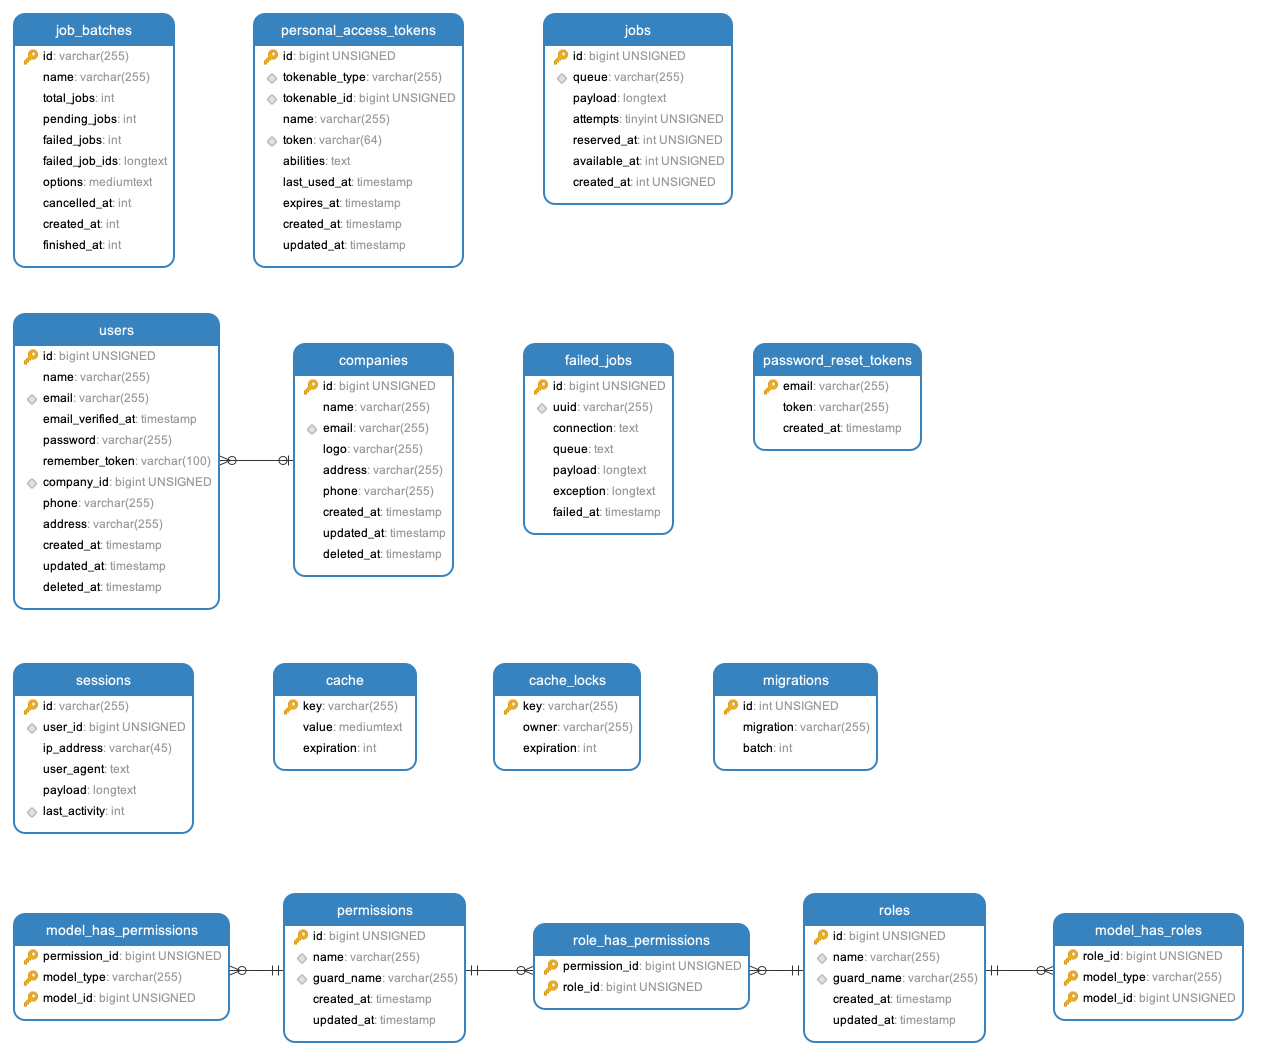 job_batches
id: varchar(255)
name: varchar(255)
total_jobs: int
pending_jobs: int
failed_jobs: int
failed_job_ids: longtext
options: mediumtext
cancelled_at: int
created_at: int
finished_at: int
personal_access_tokens
id: bigint UNSIGNED
tokenable_type: varchar(255)
tokenable_id: bigint UNSIGNED
name: varchar(255)
token: varchar(64)
abilities: text
last_used_at: timestamp
expires_at: timestamp
created_at: timestamp
updated_at: timestamp
jobs
id: bigint UNSIGNED
queue: varchar(255)
payload: longtext
attempts: tinyint UNSIGNED
reserved_at: int UNSIGNED
available_at: int UNSIGNED
created_at: int UNSIGNED
users
id: bigint UNSIGNED
name: varchar(255)
email: varchar(255)
email_verified_at: timestamp
password: varchar(255)
remember_token: varchar(100)
company_id: bigint UNSIGNED
phone: varchar(255)
address: varchar(255)
created_at: timestamp
updated_at: timestamp
deleted_at: timestamp
companies
id: bigint UNSIGNED
name: varchar(255)
email: varchar(255)
logo: varchar(255)
address: varchar(255)
phone: varchar(255)
created_at: timestamp
updated_at: timestamp
deleted_at: timestamp
failed_jobs
id: bigint UNSIGNED
uuid: varchar(255)
connection: text
queue: text
payload: longtext
exception: longtext
failed_at: timestamp
password_reset_tokens
email: varchar(255)
token: varchar(255)
created_at: timestamp
sessions
id: varchar(255)
user_id: bigint UNSIGNED
ip_address: varchar(45)
user_agent: text
payload: longtext
last_activity: int
cache
key: varchar(255)
value: mediumtext
expiration: int
cache_locks
key: varchar(255)
owner: varchar(255)
expiration: int
migrations
id: int UNSIGNED
migration: varchar(255)
batch: int
model_has_permissions
permission_id: bigint UNSIGNED
model_type: varchar(255)
model_id: bigint UNSIGNED
permissions
id: bigint UNSIGNED
name: varchar(255)
guard_name: varchar(255)
created_at: timestamp
updated_at: timestamp
role_has_permissions
permission_id: bigint UNSIGNED
role_id: bigint UNSIGNED
roles
id: bigint UNSIGNED
name: varchar(255)
guard_name: varchar(255)
created_at: timestamp
updated_at: timestamp
model_has_roles
role_id: bigint UNSIGNED
model_type: varchar(255)
model_id: bigint UNSIGNED